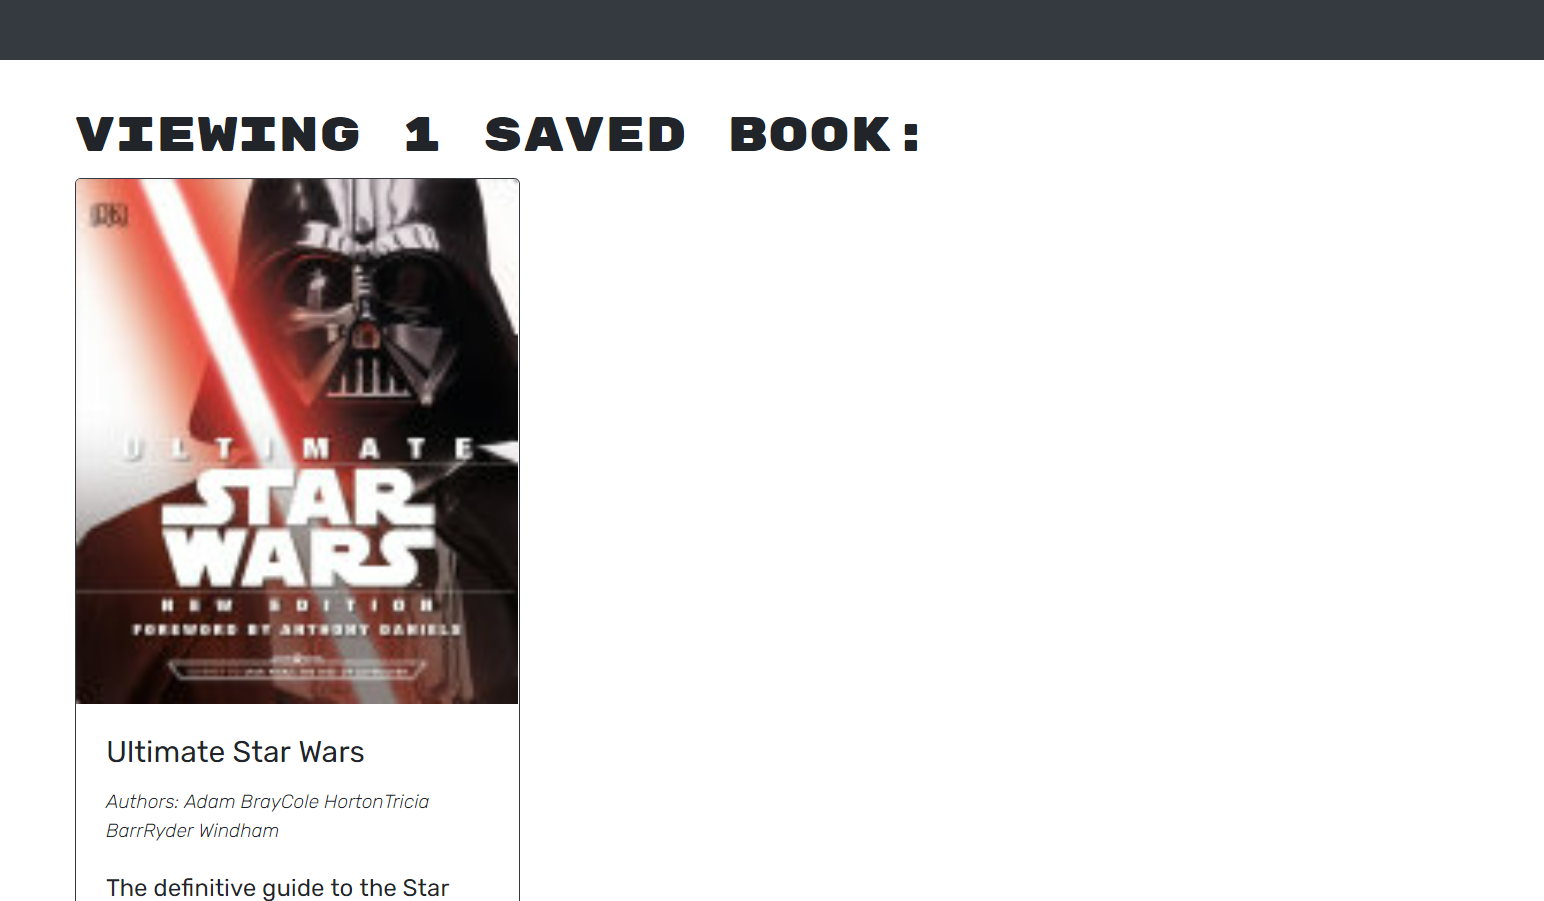 VIEWING 1 SAVED BOOK:
DK
ULTIMATE
STAR
WARS
NEW EDITION
FOREWORD BY ANTHONY DANIELS
Ultimate Star Wars
Authors: Adam BrayCole HortonTricia
BarrRyder Windham
The definitive guide to the Star